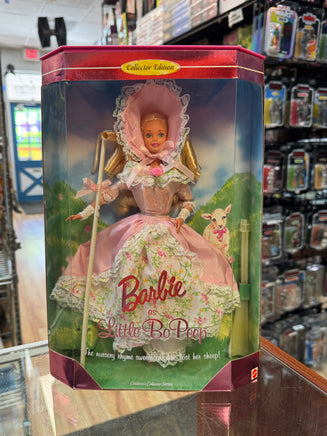 Collector Edition
Barbie
as
Little Bo Peep
The nursery rhyme sweetheart who lost her sheep!
Children's Collector Series